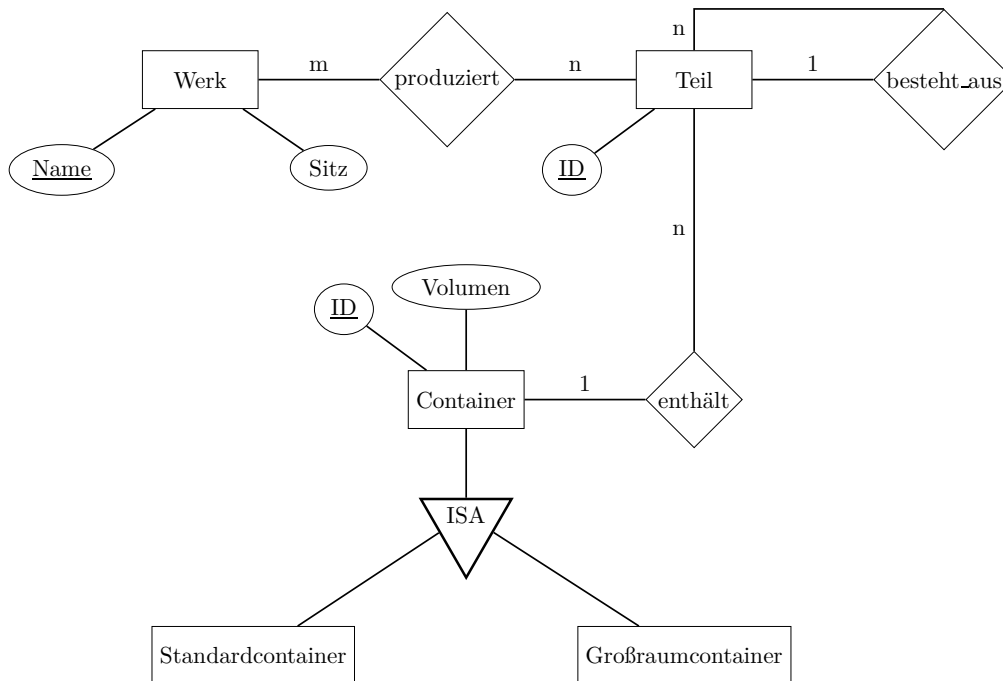 n
Werk
m
produziert
n
Teil
1
besteht_aus
Name
Sitz
ID
n
Volumen
ID
Container
1
enthält
ISA
Standardcontainer
Großraumcontainer